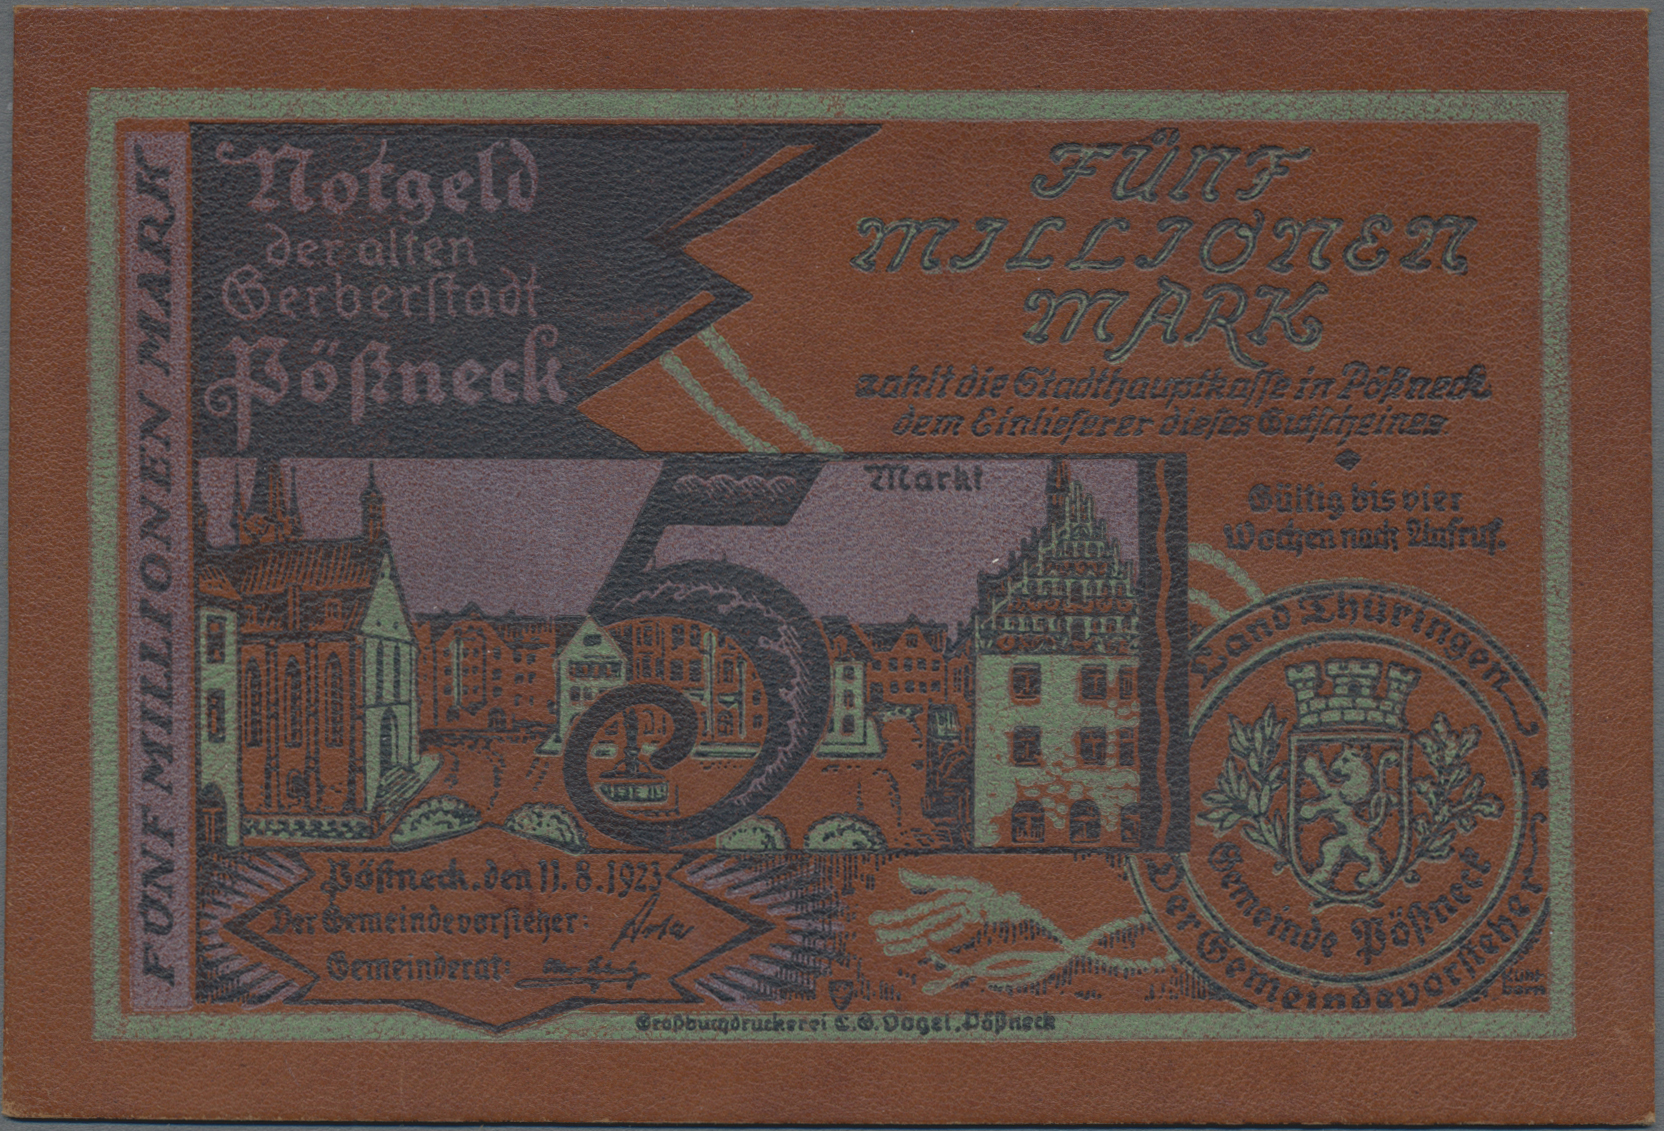 FÜNF MILLIONEN MARK
Notgeld
der alten
Gerberstadt
Pößneck
FÜNF
MILLIONEN
MARK
zahlt die Stadthauptkasse in Pößneck
dem Einlieferer dieses Gutscheines
Gültig bis vier
Wochen nach Aufruf.
Markt
5
Land Thüringen
Gemeinde Pößneck
Der Gemeindevorsteher
Pößneck, den 11. 8. 1923
Der Gemeindevorsteher:
Gemeinderat:
Großbuchdruckerei C. G. Vogel, Pößneck